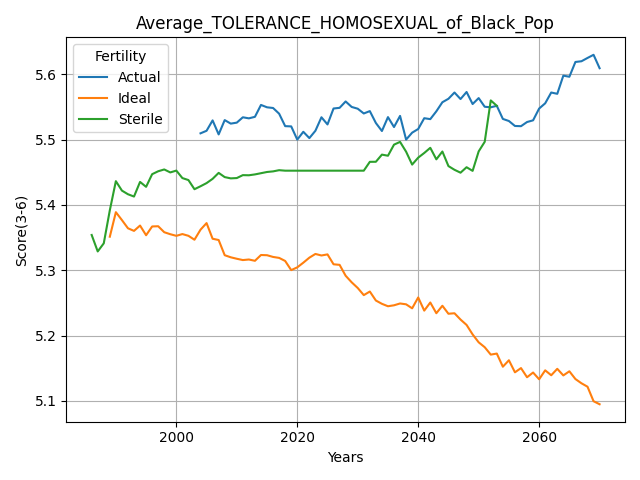 Average_TOLERANCE_HOMOSEXUAL_of_Black_Pop
Fertility
Actual
Ideal
Sterile
Score(3-6)
5.6
5.5
5.4
5.3
5.2
5.1
2000 2020 2040 2060
Years